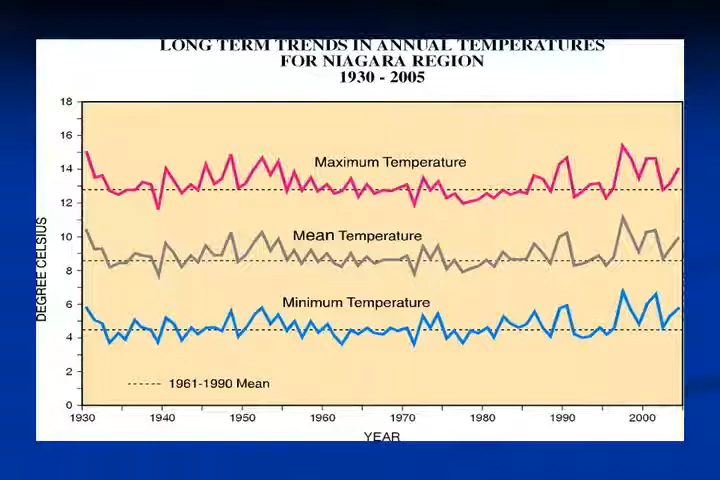 LONG TERM TRENDS IN ANNUAL TEMPERATURES
FOR NIAGARA REGION
1930 - 2005
18
16
14
12
10
8
6
4
2
0
DEGREE CELSIUS
Maximum Temperature
Mean Temperature
Minimum Temperature
1961-1990 Mean
1930 1940 1950 1960 1970 1980 1990 2000
YEAR